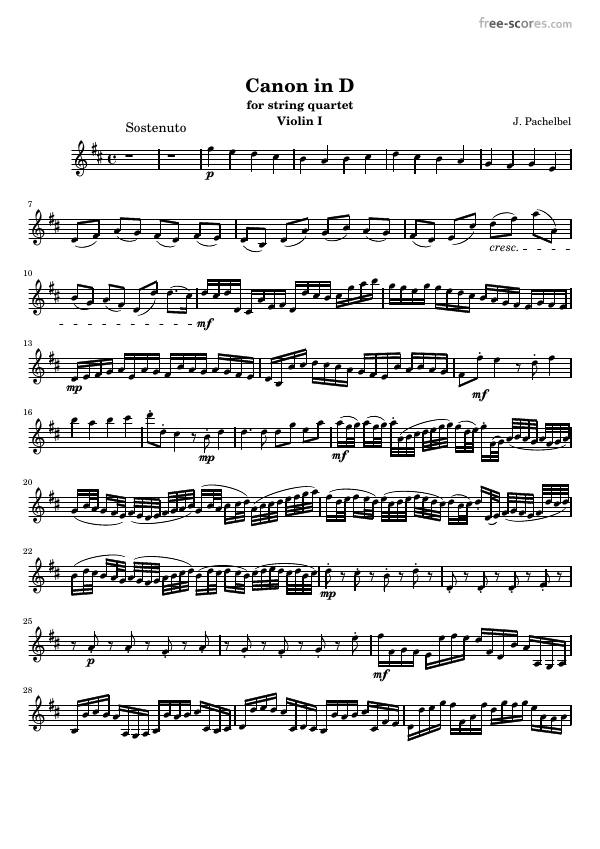 free-scores.com
Canon in D
for string quartet
Violin I
J. Pachelbel
Sostenuto
p
7
cresc.
10
mf
13
mp
mf
16
mp
mf
20
22
mp
25
p
mf
28